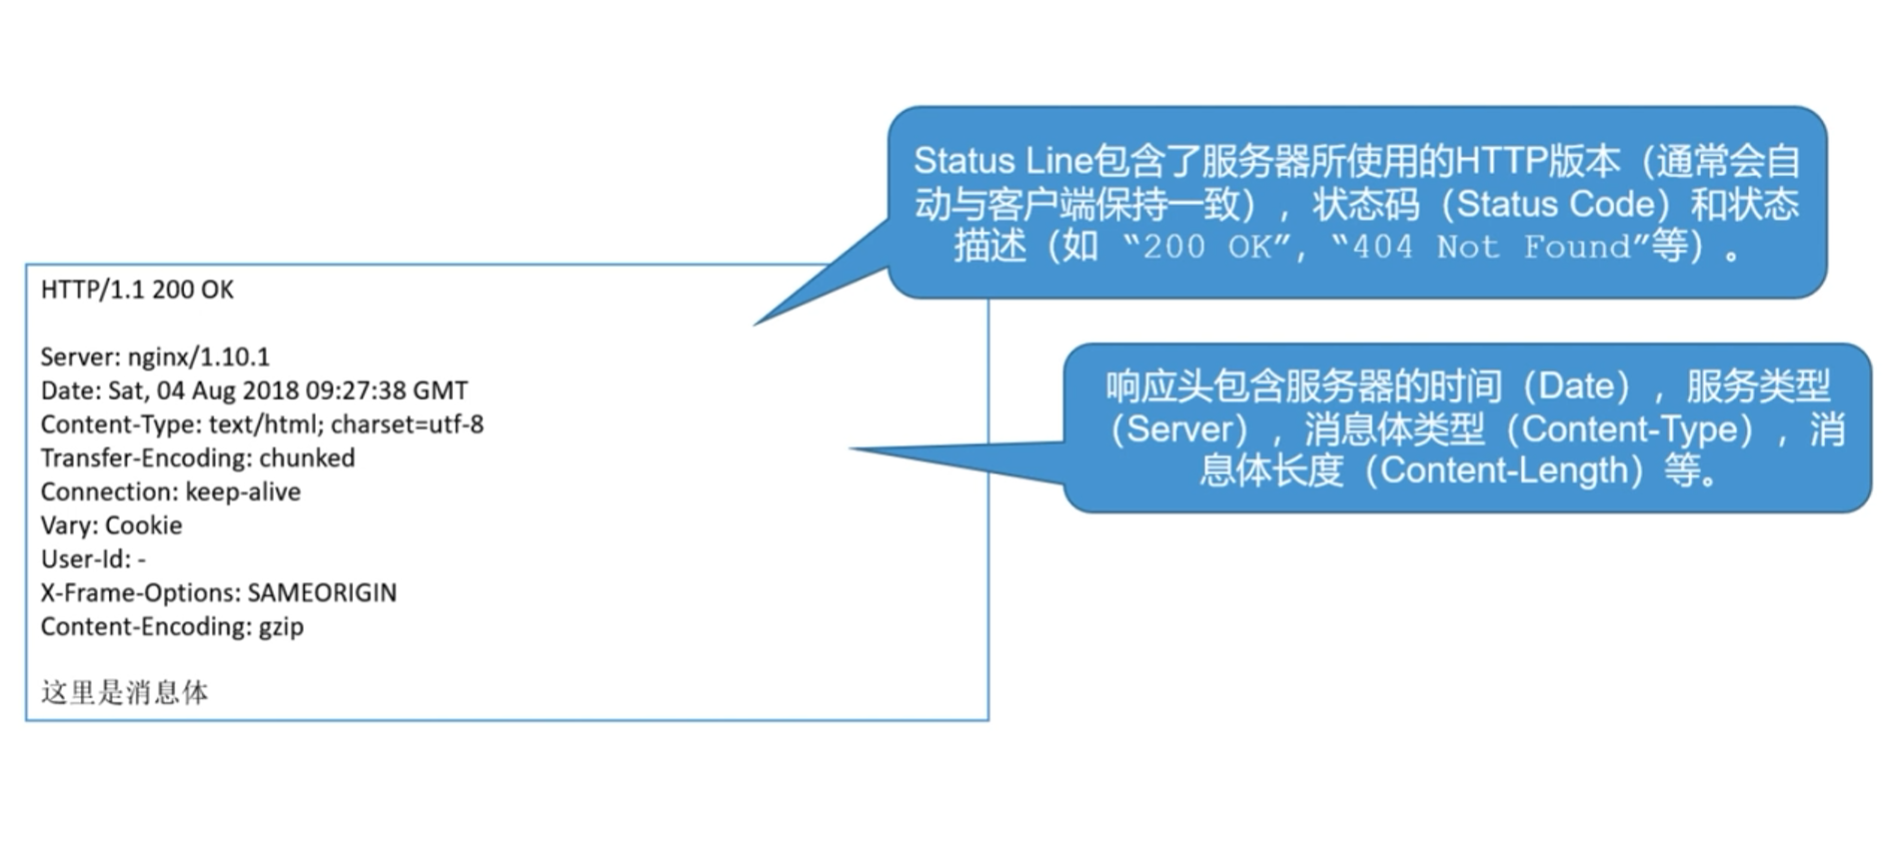 Status Line包含了服务器所使用的HTTP版本（通常会自
动与客户端保持一致），状态码（Status Code）和状态
描述（如 “200 OK”, “404 Not Found”等）。
HTTP/1.1 200 OK
Server: nginx/1.10.1
Date: Sat, 04 Aug 2018 09:27:38 GMT
Content-Type: text/html; charset=utf-8
Transfer-Encoding: chunked
Connection: keep-alive
Vary: Cookie
User-Id: -
X-Frame-Options: SAMEORIGIN
Content-Encoding: gzip
这里是消息体
响应头包含服务器的时间（Date），服务类型
（Server），消息体类型（Content-Type），消
息体长度（Content-Length）等。